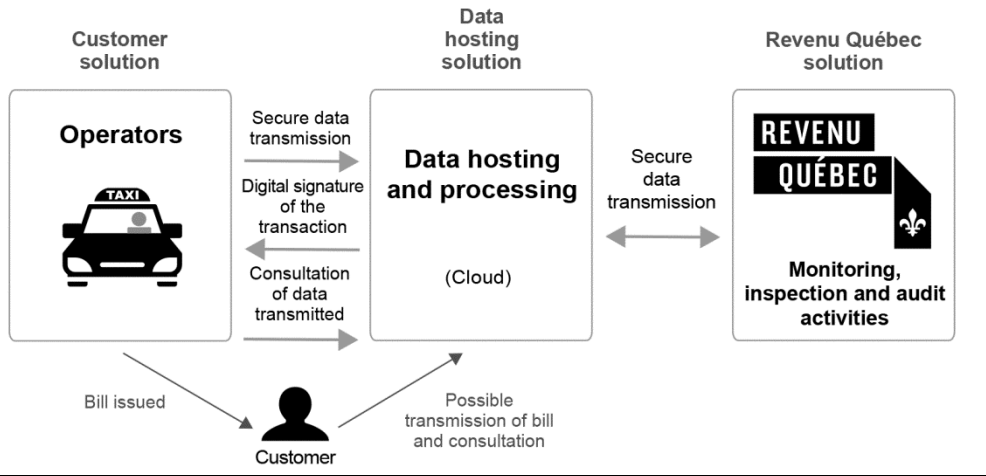 Customer
solution
Data
hosting
solution
Revenu Québec
solution
Operators
TAXI
Secure data
transmission
Digital signature
of the
transaction
Consultation
of data
transmitted
Data hosting
and processing
(Cloud)
Secure
data
transmission
REVENU
QUÉBEC
Monitoring,
inspection and audit
activities
Bill issued
Customer
Possible
transmission of bill
and consultation